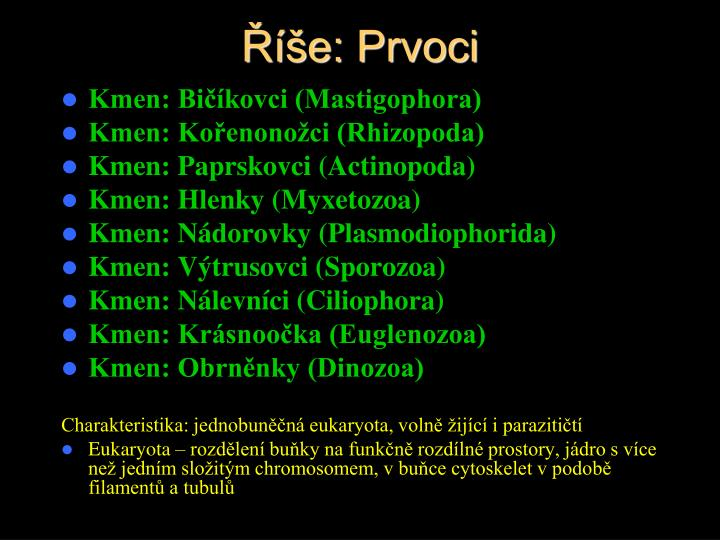 Říše: Prvoci
Kmen: Bičíkovci (Mastigophora)
Kmen: Kořenonožci (Rhizopoda)
Kmen: Paprskovci (Actinopoda)
Kmen: Hlenky (Myxetozoa)
Kmen: Nádorovky (Plasmodiophorida)
Kmen: Výtrusovci (Sporozoa)
Kmen: Nálevníci (Ciliophora)
Kmen: Krásnoočka (Euglenozoa)
Kmen: Obrněnky (Dinozoa)
Charakteristika: jednobuněčná eukaryota, volně žijící i parazitičtí
Eukaryota – rozdělení buňky na funkčně rozdílné prostory, jádro s více
než jedním složitým chromosomem, v buňce cytoskelet v podobě
filamentů a tubulů